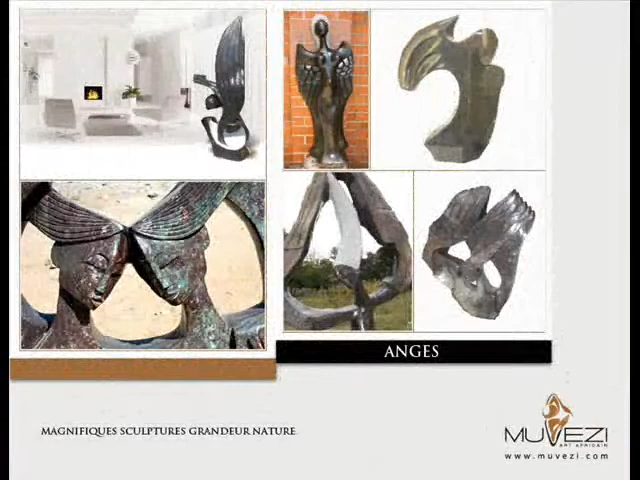 ANGES
MAGNIFIQUES SCULPTURES GRANDEUR NATURE
MUVEZI
ART AFRICAIN
www.muvezi.com